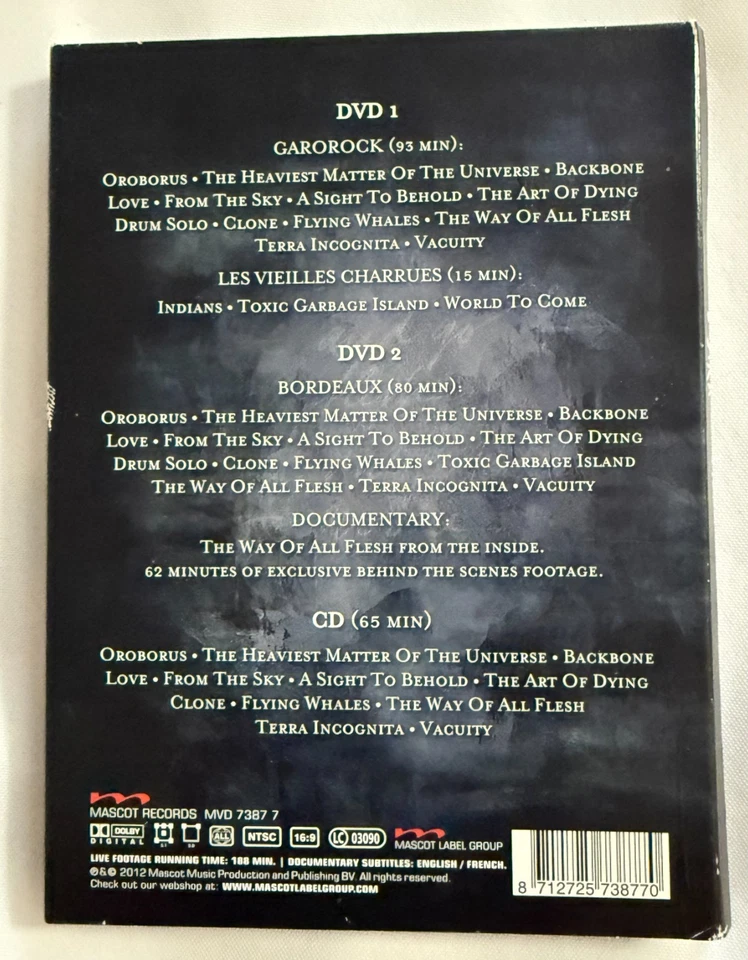 DVD 1
GAROROCK (93 MIN):
OROBORUS • THE HEAVIEST MATTER OF THE UNIVERSE • BACKBONE
LOVE • FROM THE SKY • A SIGHT TO BEHOLD • THE ART OF DYING
DRUM SOLO • CLONE • FLYING WHALES • THE WAY OF ALL FLESH
TERRA INCOGNITA • VACUITY
LES VIEILLES CHARRUES (15 MIN):
INDIANS • TOXIC GARBAGE ISLAND • WORLD TO COME
DVD 2
BORDEAUX (80 MIN):
OROBORUS • THE HEAVIEST MATTER OF THE UNIVERSE • BACKBONE
LOVE • FROM THE SKY • A SIGHT TO BEHOLD • THE ART OF DYING
DRUM SOLO • CLONE • FLYING WHALES • TOXIC GARBAGE ISLAND
THE WAY OF ALL FLESH • TERRA INCOGNITA • VACUITY
DOCUMENTARY:
THE WAY OF ALL FLESH FROM THE INSIDE.
62 MINUTES OF EXCLUSIVE BEHIND THE SCENES FOOTAGE.
CD (65 MIN)
OROBORUS • THE HEAVIEST MATTER OF THE UNIVERSE • BACKBONE
LOVE • FROM THE SKY • A SIGHT TO BEHOLD • THE ART OF DYING
CLONE • FLYING WHALES • THE WAY OF ALL FLESH
TERRA INCOGNITA • VACUITY
MASCOT RECORDS MVD 7387 7
DOLBY DIGITAL 5.1 2.0 ALL NTSC 16:9 LC 03090 MASCOT LABEL GROUP
LIVE FOOTAGE RUNNING TIME: 188 MIN. | DOCUMENTARY SUBTITLES: ENGLISH / FRENCH.
℗&© 2012 Mascot Music Production and Publishing BV. All rights reserved.
Check out our webshop at: WWW.MASCOTLABELGROUP.COM
8 712725 738770